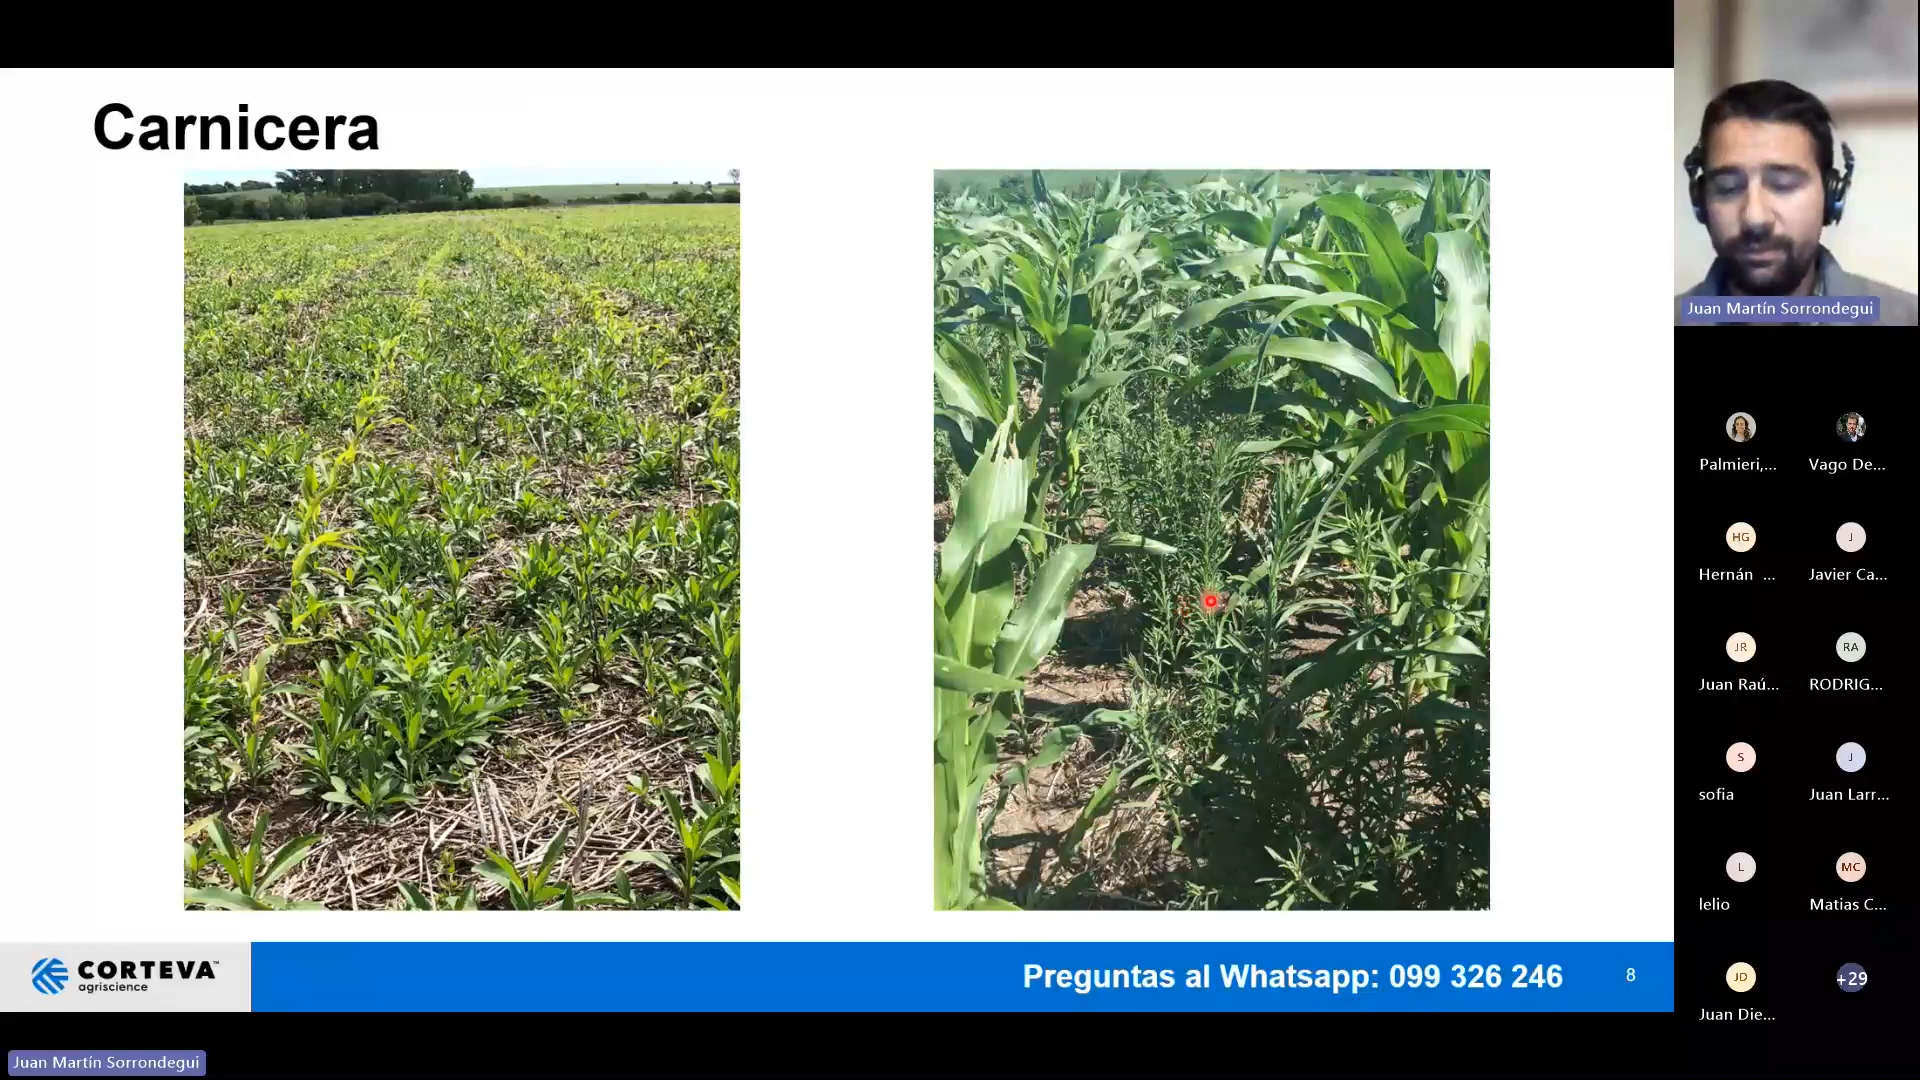 Carnicera
Juan Martín Sorrondegui
Palmieri,...
Vago De...
HG
J
Hernán ...
Javier Ca...
JR
RA
Juan Raú...
RODRIG...
S
J
sofia
Juan Larr...
L
MC
lelio
Matias C...
JD
+29
Juan Die...
CORTEVA™
agriscience
Preguntas al Whatsapp: 099 326 246
8
Juan Martín Sorrondegui